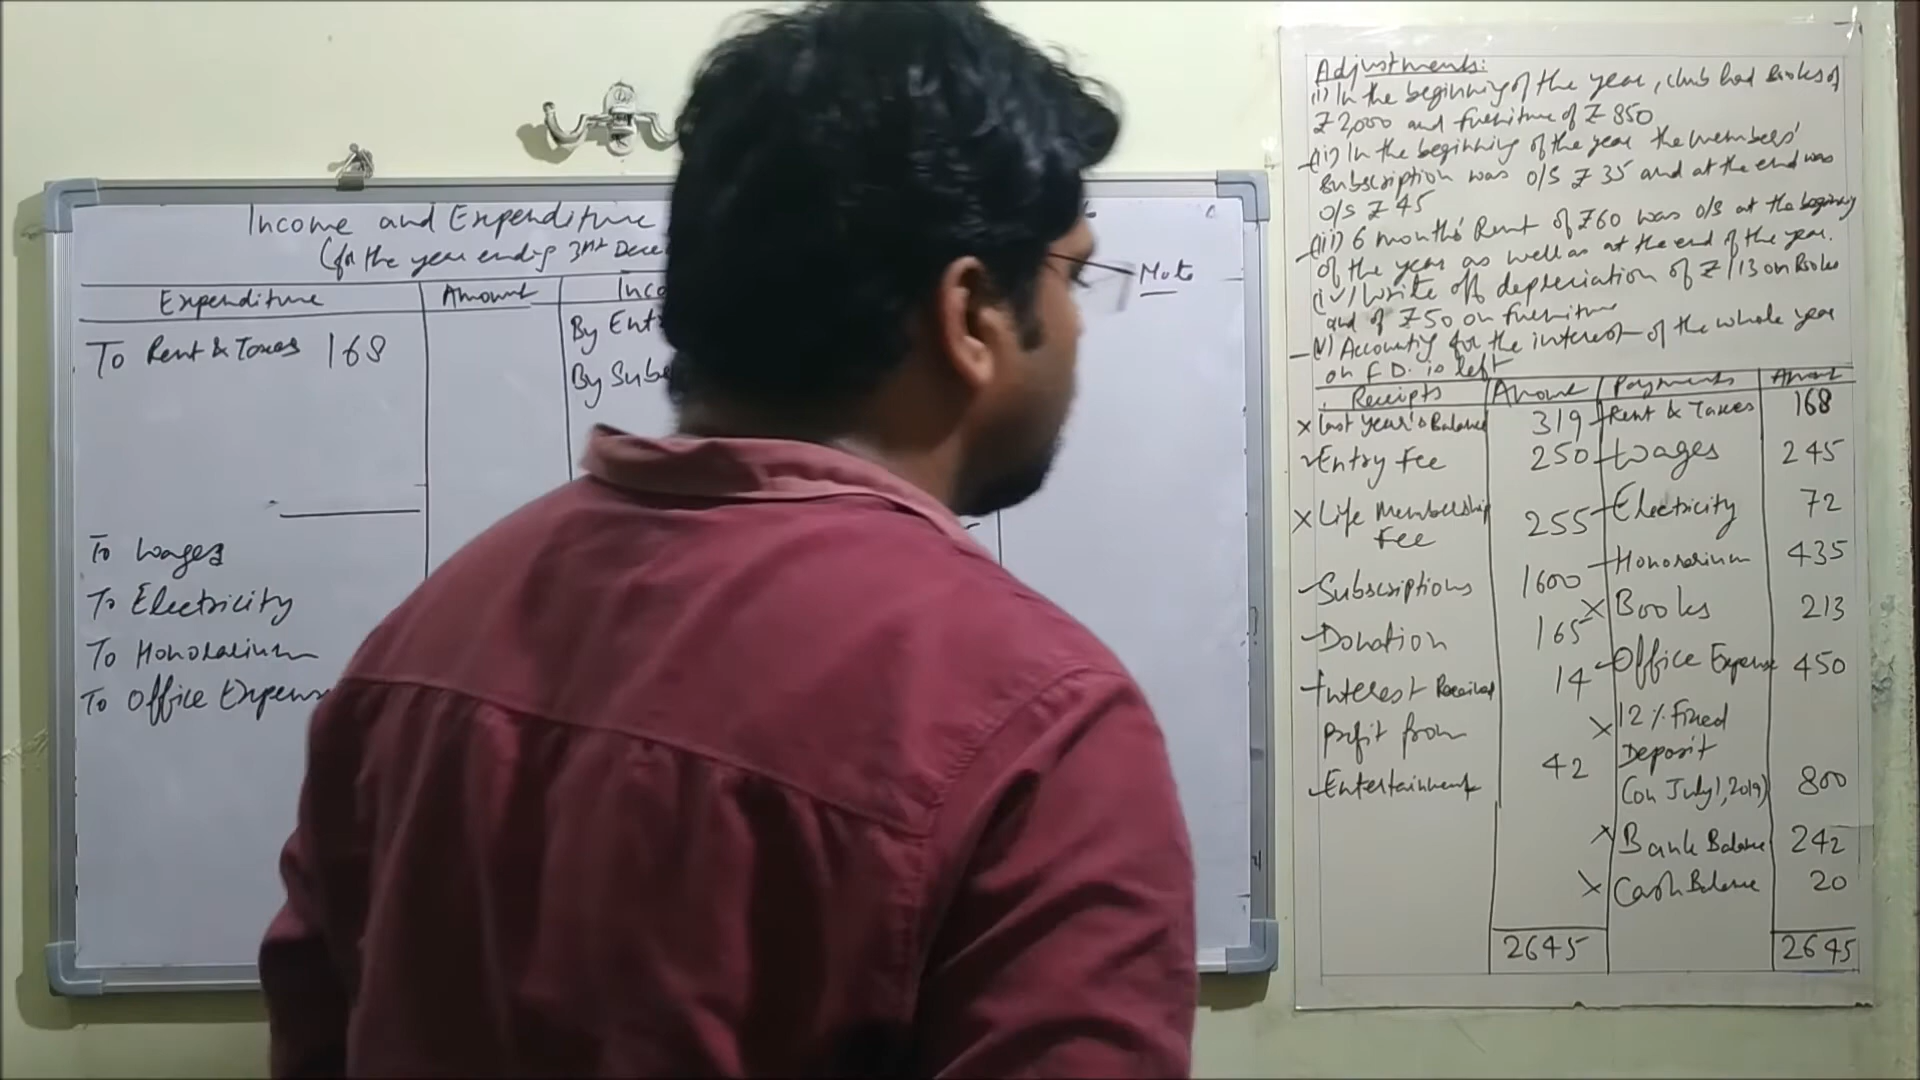 Income and Expenditure
(for the year ending 31st Dece
Expenditure Amount Inco
To Rent & Taxes 168
By Ent
By Subs
To Wages
To Electricity
To Honorarium
To Office Expense
Adjustments:
(i) In the beginning of the year, club had Books of
₹ 2,000 and furniture of ₹ 850
(ii) In the beginning of the year the members'
subscription was o/s ₹ 35 and at the end was
o/s ₹ 45
(iii) 6 months' Rent of ₹60 was o/s at the beginning
of the year as well as at the end of the year.
(iv) Write off depreciation of ₹ 113 on Books
and of ₹50 on furniture
(v) Accounting for the interest of the whole year
on F.D. is left
Receipts Amount Payments Amount
x Last year's Balance 319 Rent & Taxes 168
Entry Fee 250 Wages 245
x Life Membership Fee 255 Electricity 72
Subscriptions 1600 Honorarium 435
Donation 165 x Books 213
Interest Received 14 Office Expense 450
Profit from
Entertainment 42
x 12% Fixed
Deposit
(on July 1, 2019) 800
x Bank Balance 242
x Cash Balance 20
2645 2645